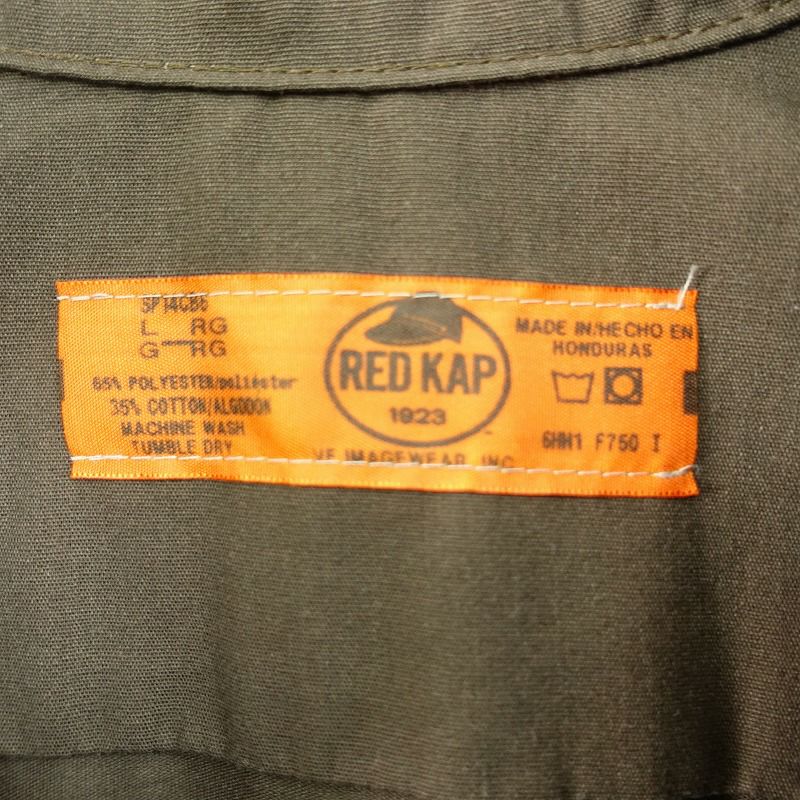 SP14CB6
L RG
G RG
65% POLYESTER/poliéster
35% COTTON/ALGODON
MACHINE WASH
TUMBLE DRY
RED KAP
1923
VF IMAGEWEAR, INC
MADE IN/HECHO EN
HONDURAS
6HN1 F750 I